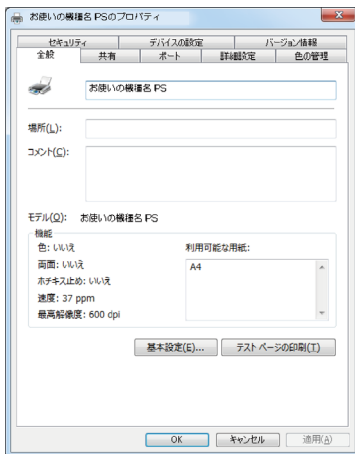 お使いの機種名 PSのプロパティ
セキュリティ デバイスの設定 バージョン情報
全般 共有 ポート 詳細設定 色の管理
お使いの機種名 PS
場所(L):
コメント(C):
モデル(O): お使いの機種名 PS
機能
色: いいえ 利用可能な用紙:
両面: いいえ A4
ホチキス止め: いいえ
速度: 37 ppm
最高解像度: 600 dpi
基本設定(E)... テスト ページの印刷(T)
OK キャンセル 適用(A)